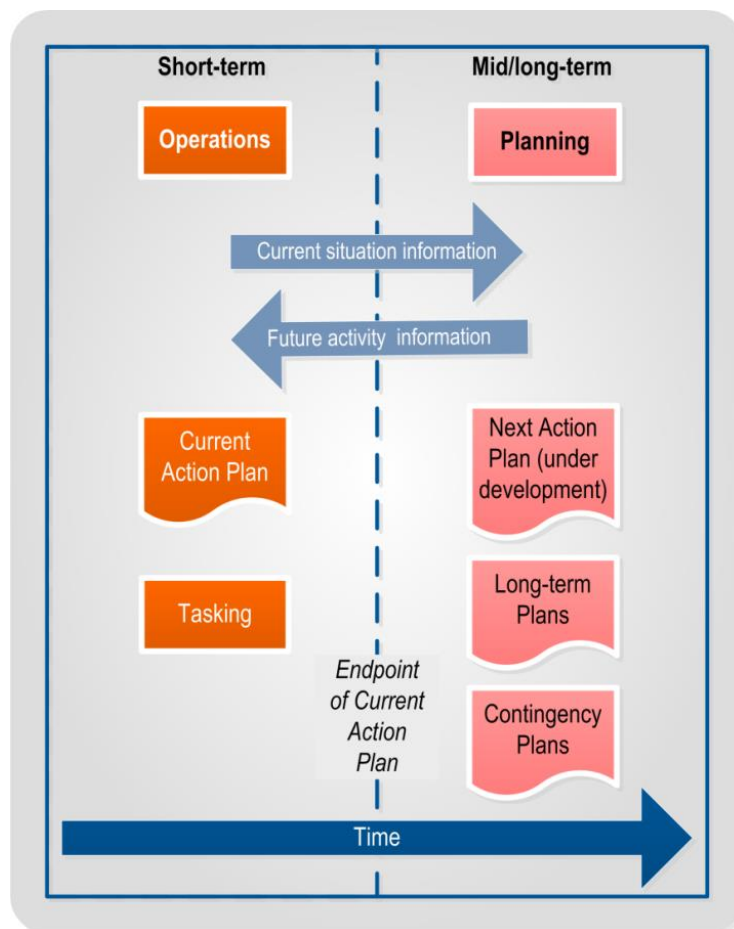 Short-term
Mid/long-term
Operations
Planning
Current situation information
Future activity information
Current
Action Plan
Next Action
Plan (under
development)
Tasking
Long-term
Plans
Endpoint
of Current
Action
Plan
Contingency
Plans
Time